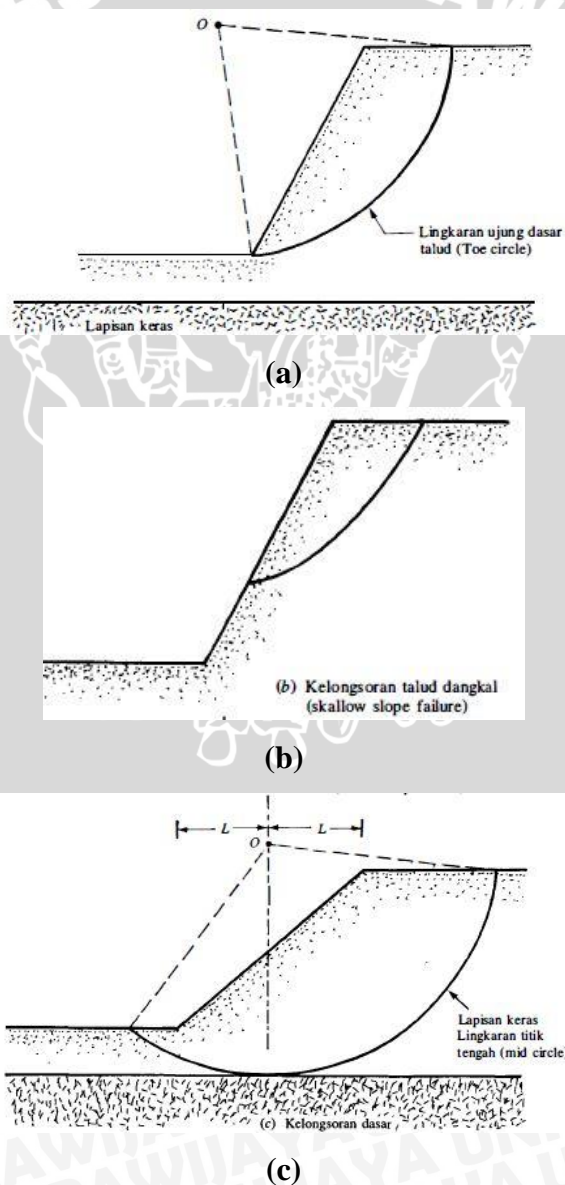 O
Lingkaran ujung dasar
talud (Toe circle)
Lapisan keras
(a)
(b) Kelongsoran talud dangkal
(skallow slope failure)
(b)
L L
O
Lapisan keras
Lingkaran titik
tengah (mid circle)
(c) Kelongsoran dasar
(c)